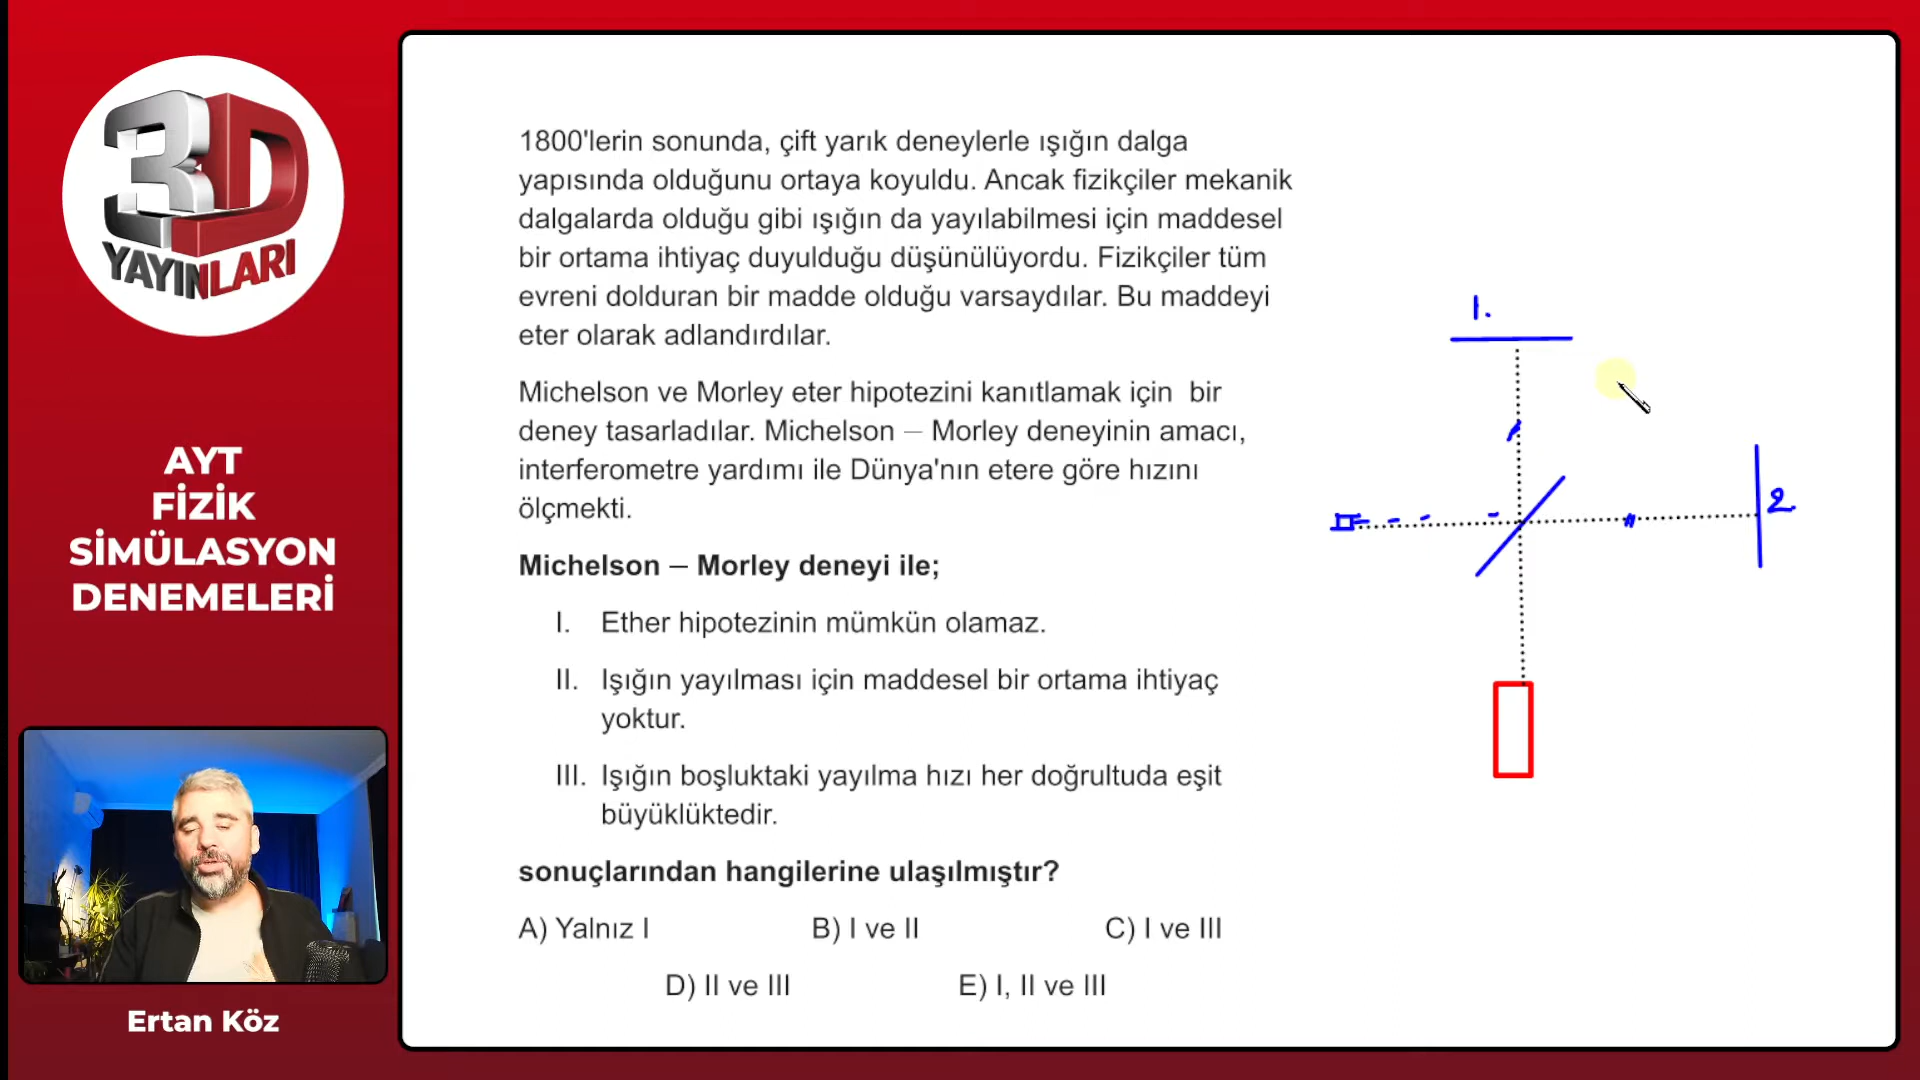 3D
YAYINLARI
AYT
FİZİK
SİMÜLASYON
DENEMELERİ
Ertan Köz
1800'lerin sonunda, çift yarık deneylerle ışığın dalga
yapısında olduğunu ortaya koyuldu. Ancak fizikçiler mekanik
dalgalarda olduğu gibi ışığın da yayılabilmesi için maddesel
bir ortama ihtiyaç duyulduğu düşünülüyordu. Fizikçiler tüm
evreni dolduran bir madde olduğu varsaydılar. Bu maddeyi
eter olarak adlandırdılar.
Michelson ve Morley eter hipotezini kanıtlamak için bir
deney tasarladılar. Michelson – Morley deneyinin amacı,
interferometre yardımı ile Dünya'nın etere göre hızını
ölçmekti.
Michelson – Morley deneyi ile;
I. Ether hipotezinin mümkün olamaz.
II. Işığın yayılması için maddesel bir ortama ihtiyaç
yoktur.
III. Işığın boşluktaki yayılma hızı her doğrultuda eşit
büyüklüktedir.
sonuçlarından hangilerine ulaşılmıştır?
A) Yalnız I B) I ve II C) I ve III
D) II ve III E) I, II ve III
1.
2